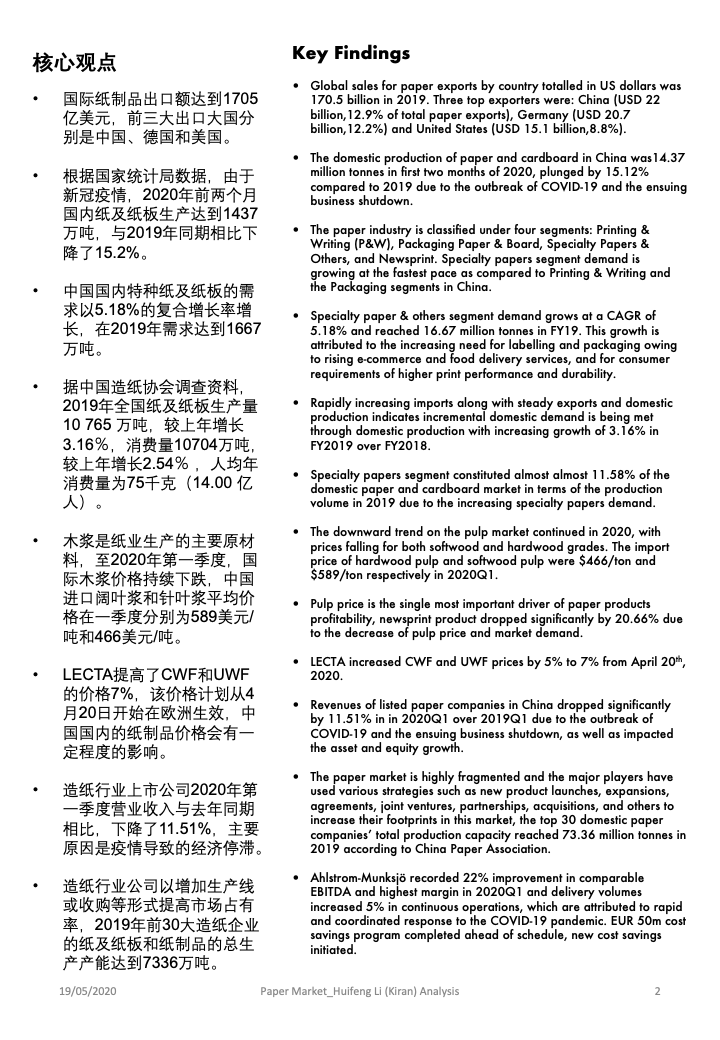 核心观点
• 国际纸制品出口额达到1705
亿美元，前三大出口大国分
别是中国、德国和美国。
• 根据国家统计局数据，由于
新冠疫情，2020年前两个月
国内纸及纸板生产达到1437
万吨，与2019年同期相比下
降了15.2%。
• 中国国内特种纸及纸板的需
求以5.18%的复合增长率增
长，在2019年需求达到1667
万吨。
• 据中国造纸协会调查资料，
2019年全国纸及纸板生产量
10 765 万吨，较上年增长
3.16%，消费量10704万吨，
较上年增长2.54% ，人均年
消费量为75千克（14.00 亿
人）。
• 木浆是纸业生产的主要原材
料，至2020年第一季度，国
际木浆价格持续下跌，中国
进口阔叶浆和针叶浆平均价
格在一季度分别为589美元/
吨和466美元/吨。
• LECTA提高了CWF和UWF
的价格7%，该价格计划从4
月20日开始在欧洲生效，中
国国内的纸制品价格会有一
定程度的影响。
• 造纸行业上市公司2020年第
一季度营业收入与去年同期
相比，下降了11.51%，主要
原因是疫情导致的经济停滞。
• 造纸行业公司以增加生产线
或收购等形式提高市场占有
率，2019年前30大造纸企业
的纸及纸板和纸制品的总生
产产能达到7336万吨。
Key Findings
• Global sales for paper exports by country totalled in US dollars was
170.5 billion in 2019. Three top exporters were: China (USD 22
billion,12.9% of total paper exports), Germany (USD 20.7
billion,12.2%) and United States (USD 15.1 billion,8.8%).
• The domestic production of paper and cardboard in China was14.37
million tonnes in first two months of 2020, plunged by 15.12%
compared to 2019 due to the outbreak of COVID-19 and the ensuing
business shutdown.
• The paper industry is classified under four segments: Printing &
Writing (P&W), Packaging Paper & Board, Specialty Papers &
Others, and Newsprint. Specialty papers segment demand is
growing at the fastest pace as compared to Printing & Writing and
the Packaging segments in China.
• Specialty paper & others segment demand grows at a CAGR of
5.18% and reached 16.67 million tonnes in FY19. This growth is
attributed to the increasing need for labelling and packaging owing
to rising e-commerce and food delivery services, and for consumer
requirements of higher print performance and durability.
• Rapidly increasing imports along with steady exports and domestic
production indicates incremental domestic demand is being met
through domestic production with increasing growth of 3.16% in
FY2019 over FY2018.
• Specialty papers segment constituted almost almost 11.58% of the
domestic paper and cardboard market in terms of the production
volume in 2019 due to the increasing specialty papers demand.
• The downward trend on the pulp market continued in 2020, with
prices falling for both softwood and hardwood grades. The import
price of hardwood pulp and softwood pulp were $466/ton and
$589/ton respectively in 2020Q1.
• Pulp price is the single most important driver of paper products
profitability, newsprint product dropped significantly by 20.66% due
to the decrease of pulp price and market demand.
• LECTA increased CWF and UWF prices by 5% to 7% from April 20th,
2020.
• Revenues of listed paper companies in China dropped significantly
by 11.51% in in 2020Q1 over 2019Q1 due to the outbreak of
COVID-19 and the ensuing business shutdown, as well as impacted
the asset and equity growth.
• The paper market is highly fragmented and the major players have
used various strategies such as new product launches, expansions,
agreements, joint ventures, partnerships, acquisitions, and others to
increase their footprints in this market, the top 30 domestic paper
companies’ total production capacity reached 73.36 million tonnes in
2019 according to China Paper Association.
• Ahlstrom-Munksjö recorded 22% improvement in comparable
EBITDA and highest margin in 2020Q1 and delivery volumes
increased 5% in continuous operations, which are attributed to rapid
and coordinated response to the COVID-19 pandemic. EUR 50m cost
savings program completed ahead of schedule, new cost savings
initiated.
19/05/2020
Paper Market_Huifeng Li (Kiran) Analysis
2